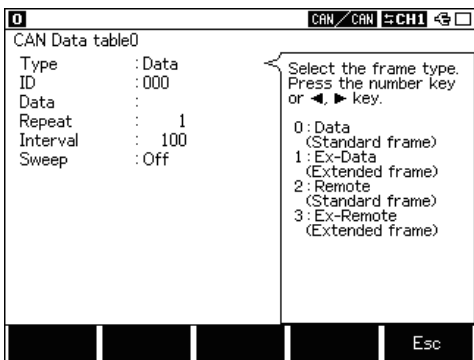 0 CAN/CAN CH1
CAN Data table0
Type : Data
ID : 000
Data :
Repeat : 1
Interval : 100
Sweep : Off
Select the frame type.
Press the number key
or ◄, ► key.
0 : Data
(Standard frame)
1 : Ex-Data
(Extended frame)
2 : Remote
(Standard frame)
3 : Ex-Remote
(Extended frame)
Esc